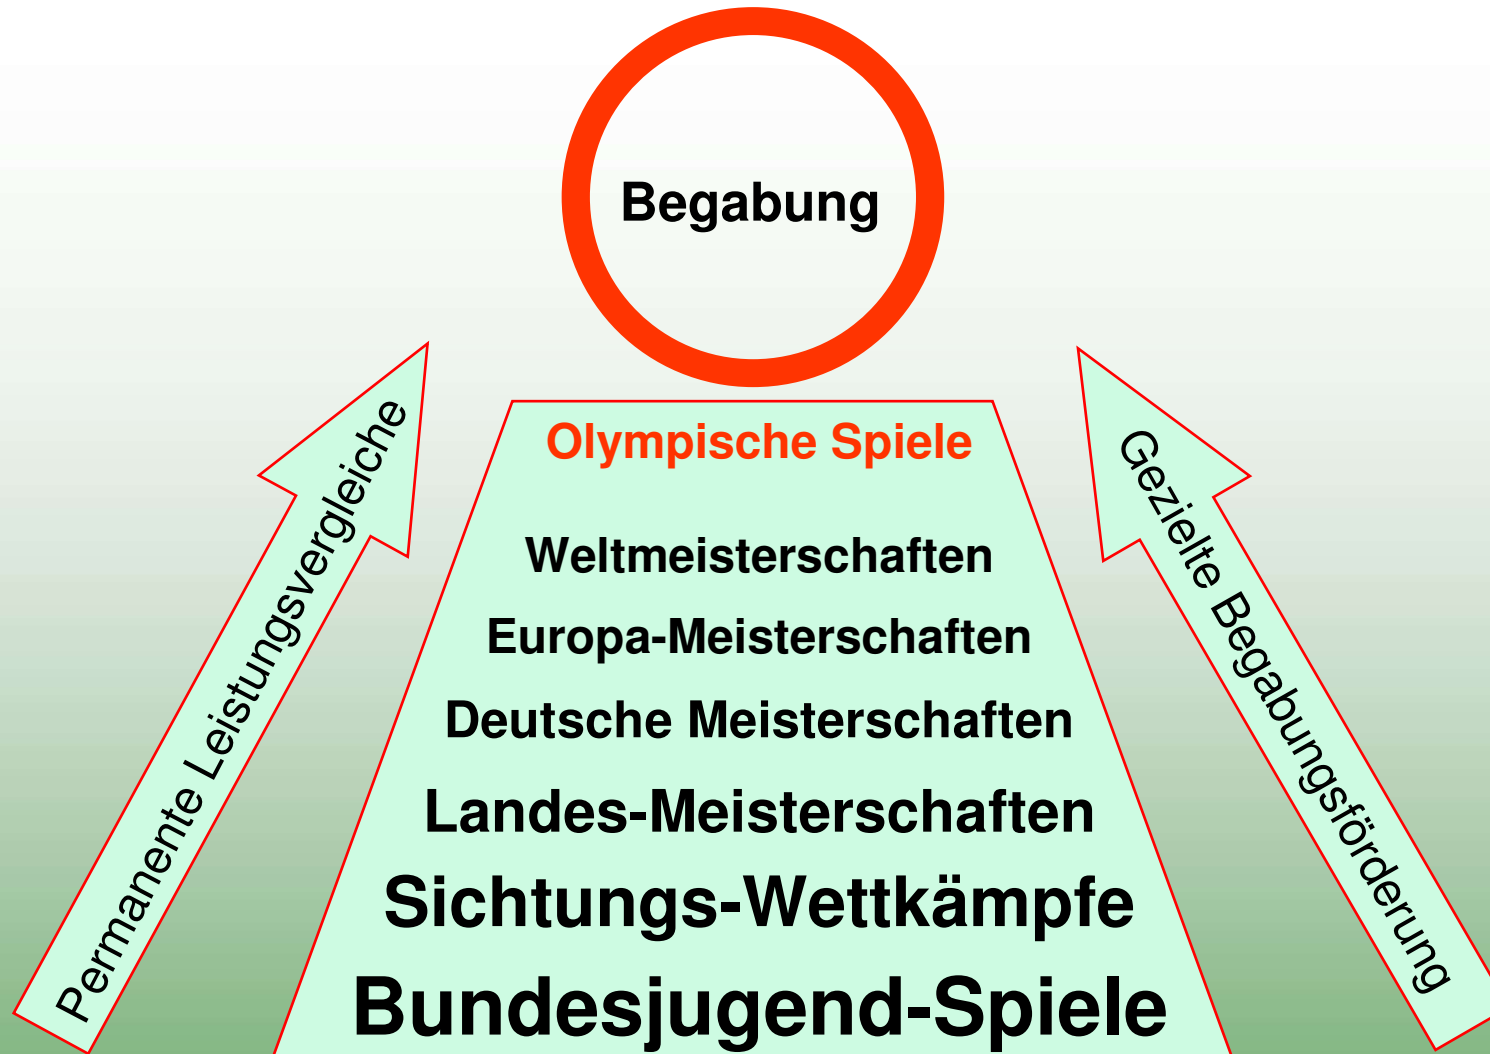 Begabung
Permanente Leistungsvergleiche
Gezielte Begabungsförderung
Olympische Spiele
Weltmeisterschaften
Europa-Meisterschaften
Deutsche Meisterschaften
Landes-Meisterschaften
Sichtungs-Wettkämpfe
Bundesjugend-Spiele